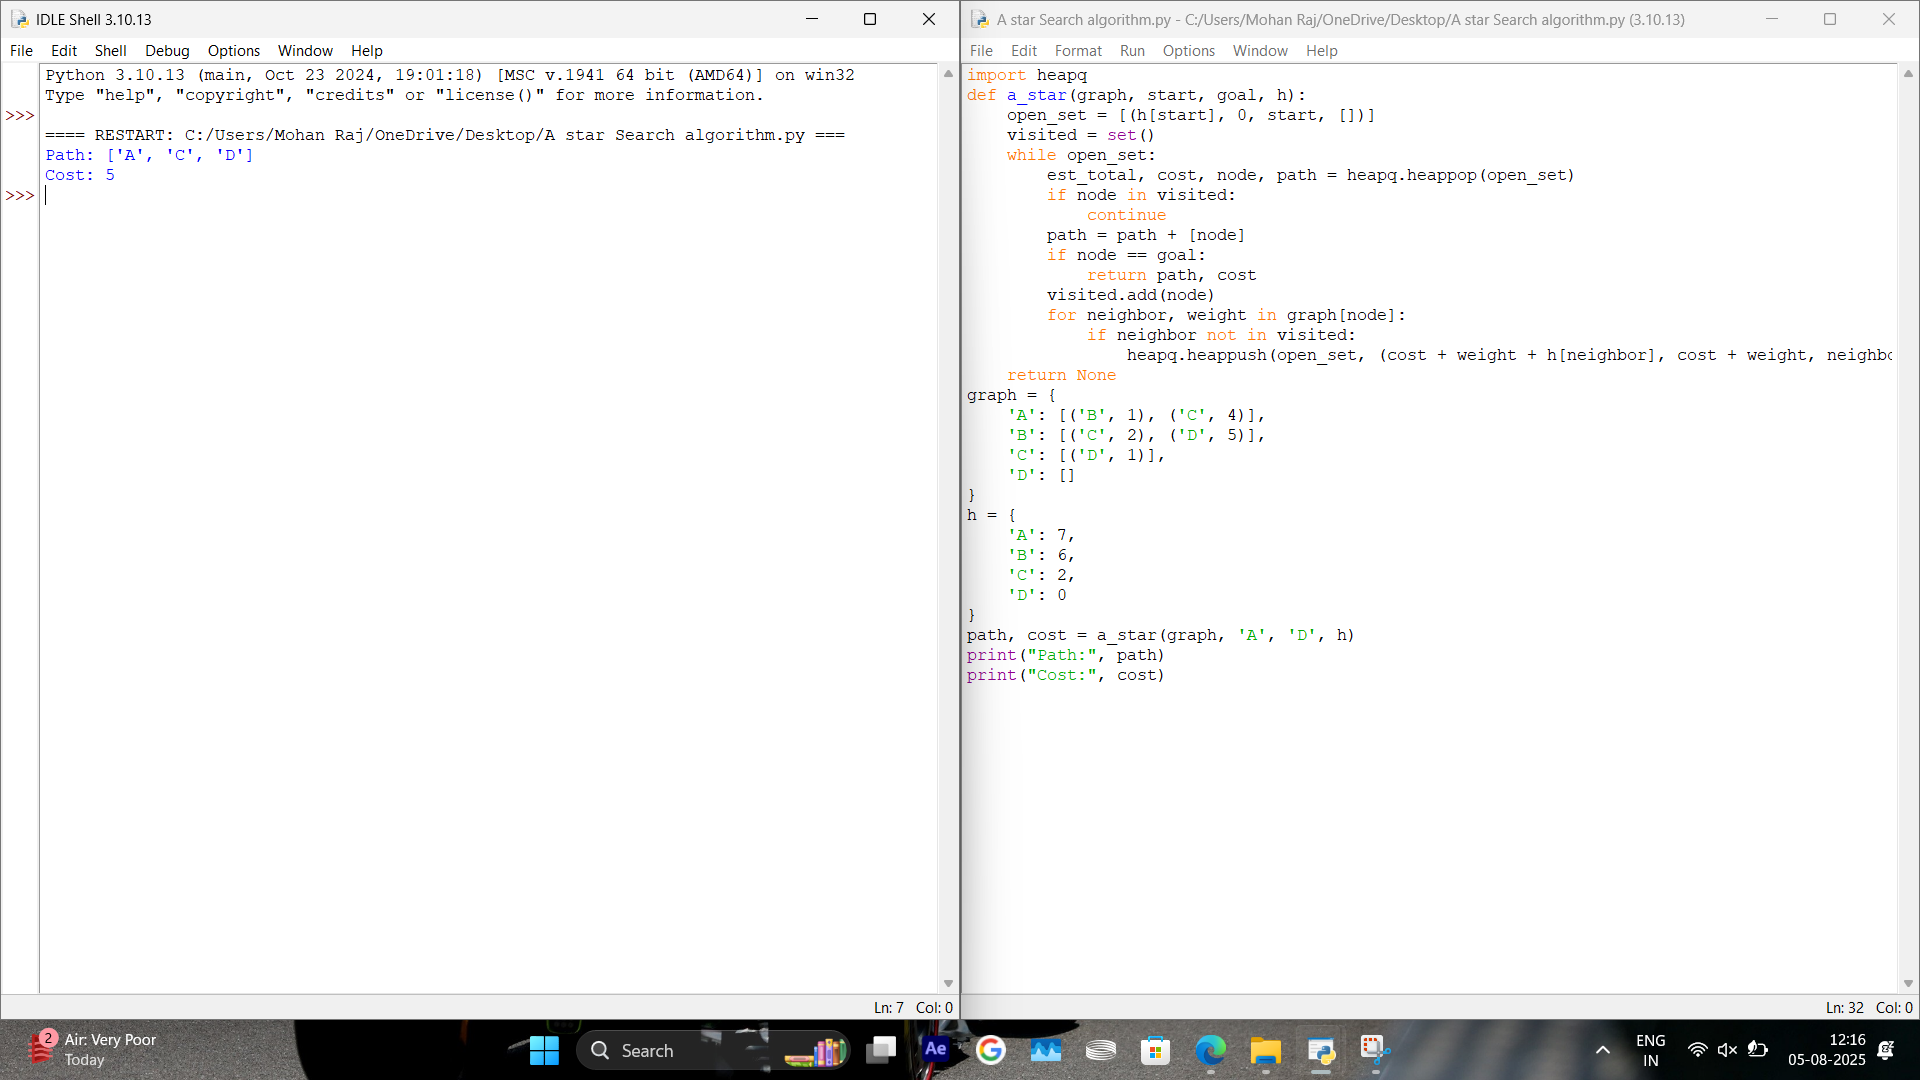 IDLE Shell 3.10.13
File Edit Shell Debug Options Window Help
Python 3.10.13 (main, Oct 23 2024, 19:01:18) [MSC v.1941 64 bit (AMD64)] on win32
Type "help", "copyright", "credits" or "license()" for more information.
>>>
==== RESTART: C:/Users/Mohan Raj/OneDrive/Desktop/A star Search algorithm.py ===
Path: ['A', 'C', 'D']
Cost: 5
>>>
Ln: 7 Col: 0
A star Search algorithm.py - C:/Users/Mohan Raj/OneDrive/Desktop/A star Search algorithm.py (3.10.13)
File Edit Format Run Options Window Help
import heapq
def a_star(graph, start, goal, h):
    open_set = [(h[start], 0, start, [])]
    visited = set()
    while open_set:
        est_total, cost, node, path = heapq.heappop(open_set)
        if node in visited:
            continue
        path = path + [node]
        if node == goal:
            return path, cost
        visited.add(node)
        for neighbor, weight in graph[node]:
            if neighbor not in visited:
                heapq.heappush(open_set, (cost + weight + h[neighbor], cost + weight, neighbo
    return None
graph = {
    'A': [('B', 1), ('C', 4)],
    'B': [('C', 2), ('D', 5)],
    'C': [('D', 1)],
    'D': []
}
h = {
    'A': 7,
    'B': 6,
    'C': 2,
    'D': 0
}
path, cost = a_star(graph, 'A', 'D', h)
print("Path:", path)
print("Cost:", cost)
Ln: 32 Col: 0
2
Air: Very Poor
Today
Search
Ae
G
ENG
IN
12:16
05-08-2025